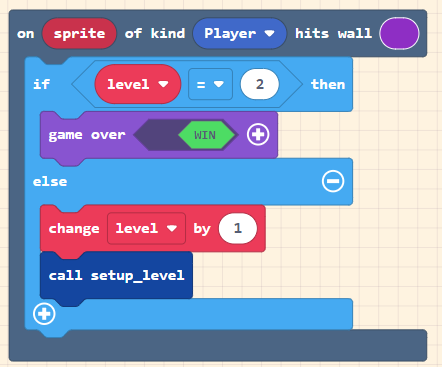 on sprite of kind Player hits wall
if level = 2 then
game over WIN
else
change level by 1
call setup_level